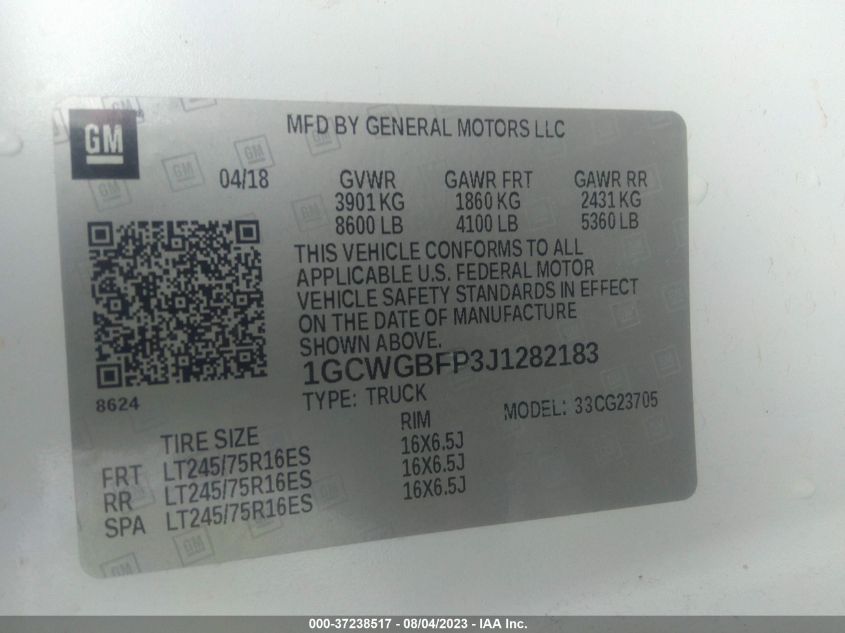 GM
MFD BY GENERAL MOTORS LLC
04/18 GVWR GAWR FRT GAWR RR
3901 KG 1860 KG 2431 KG
8600 LB 4100 LB 5360 LB
THIS VEHICLE CONFORMS TO ALL
APPLICABLE U.S. FEDERAL MOTOR
VEHICLE SAFETY STANDARDS IN EFFECT
ON THE DATE OF MANUFACTURE
SHOWN ABOVE.
1GCWGBFP3J1282183
8624
TYPE: TRUCK MODEL: 33CG23705
TIRE SIZE RIM
FRT LT245/75R16ES 16X6.5J
RR LT245/75R16ES 16X6.5J
SPA LT245/75R16ES 16X6.5J
000-37238517 - 08/04/2023 - IAA Inc.